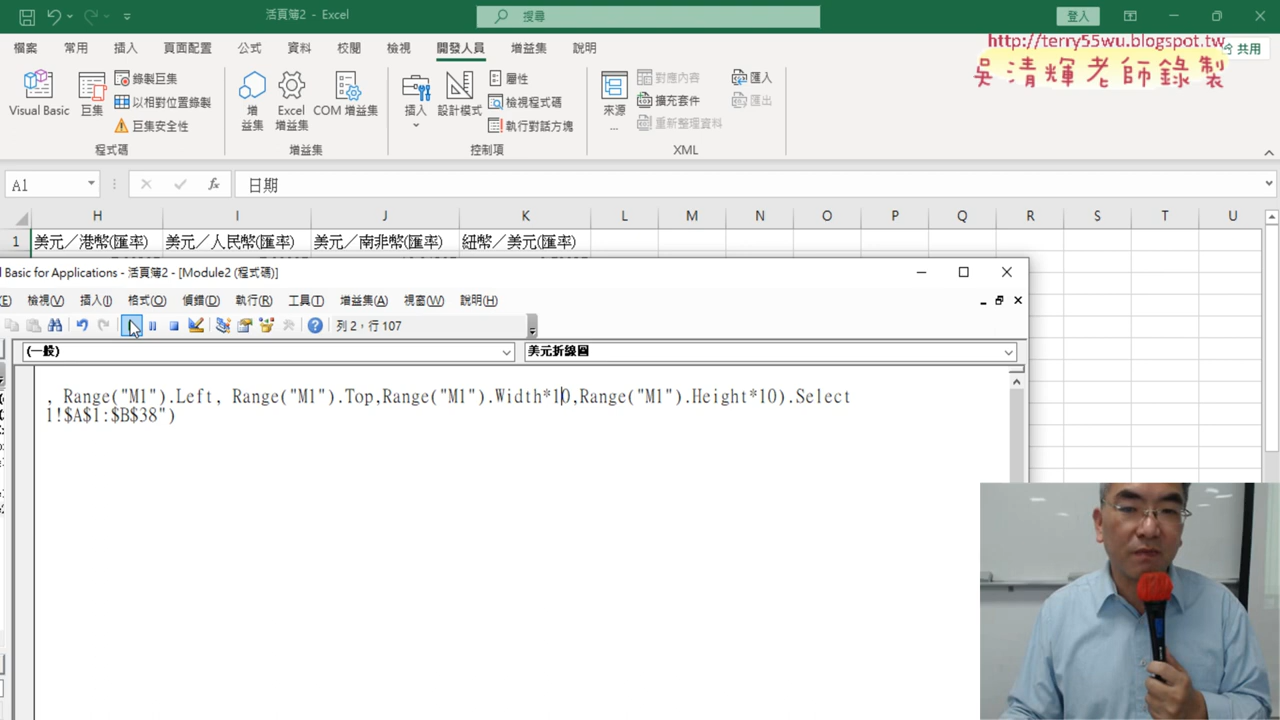 活頁簿2 - Excel
搜尋
登入
http://terry55wu.blogspot.tw
吳清輝老師錄製
檔案 常用 插入 頁面配置 公式 資料 校閱 檢視 開發人員 增益集 說明
共用
Visual Basic
巨集
錄製巨集
以相對位置錄製
巨集安全性
程式碼
增益集
Excel 增益集
COM 增益集
增益集
插入
設計模式
屬性
檢視程式碼
執行對話方塊
控制項
來源...
對應內容
擴充套件
重新整理資料
匯入
匯出
XML
A1
fx
日期
H I J K L M N O P Q R S T U
1 美元／港幣(匯率) 美元／人民幣(匯率) 美元／南非幣(匯率) 紐幣／美元(匯率)
l Basic for Applications - 活頁簿2 - [Module2 (程式碼)]
(E) 檢視(V) 插入(I) 格式(O) 偵錯(D) 執行(R) 工具(T) 增益集(A) 視窗(W) 說明(H)
列 2，行 107
(一般)
美元折線圖
, Range("M1").Left, Range("M1").Top,Range("M1").Width*10,Range("M1").Height*10).Select
1!$A$1:$B$38")